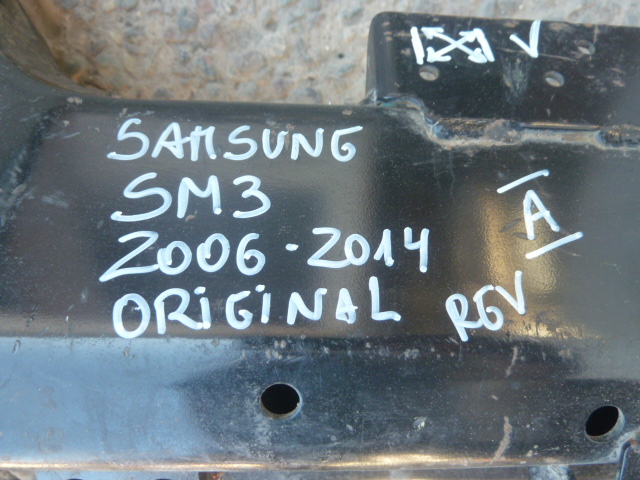 V
SAMSUNG
SM3
A
2006-2014
ORIGINAL RGV